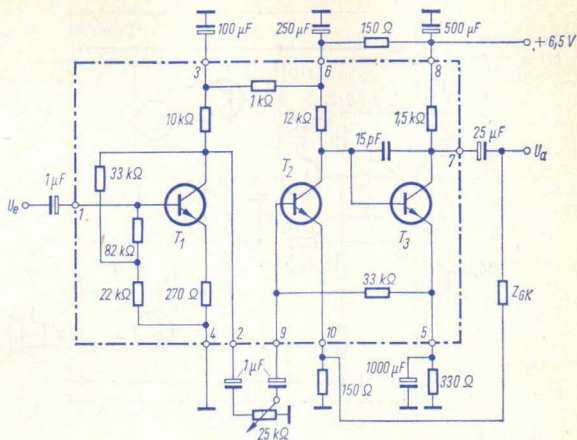 100 μF
250 μF
150 Ω
500 μF
+ 6,5 V
3
6
8
1 kΩ
10 kΩ
12 kΩ
1,5 kΩ
15 pF
25 μF
33 kΩ
7
Ua
1 μF
T2
Ue
1
T1
T3
82 kΩ
33 kΩ
ZGK
22 kΩ
270 Ω
4
2
9
10
5
1 μF
1000 μF
150 Ω
330 Ω
25 kΩ